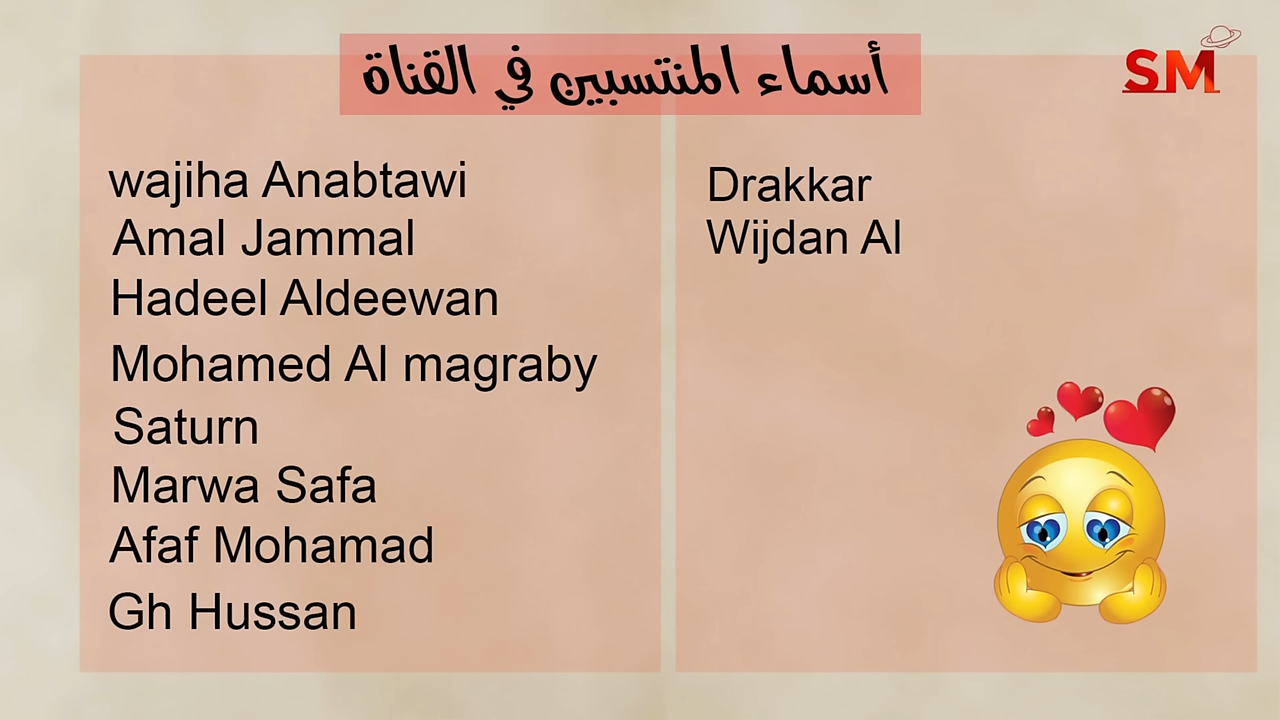 أسماء المنتسبين في القناة
SM
wajiha Anabtawi
Amal Jammal
Hadeel Aldeewan
Mohamed Al magraby
Saturn
Marwa Safa
Afaf Mohamad
Gh Hussan
Drakkar
Wijdan Al